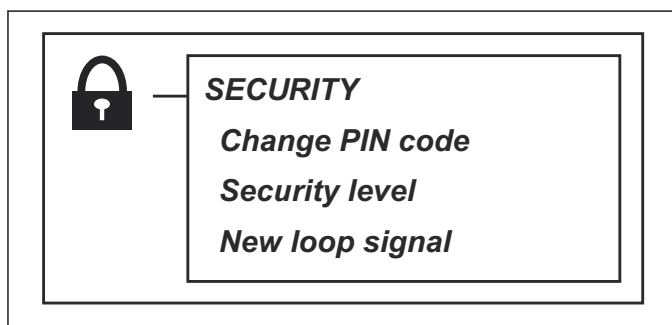 SECURITY
Change PIN code
Security level
New loop signal